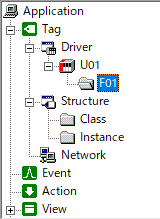 Application
Tag
Driver
U01
F01
Structure
Class
Instance
Network
Event
Action
View